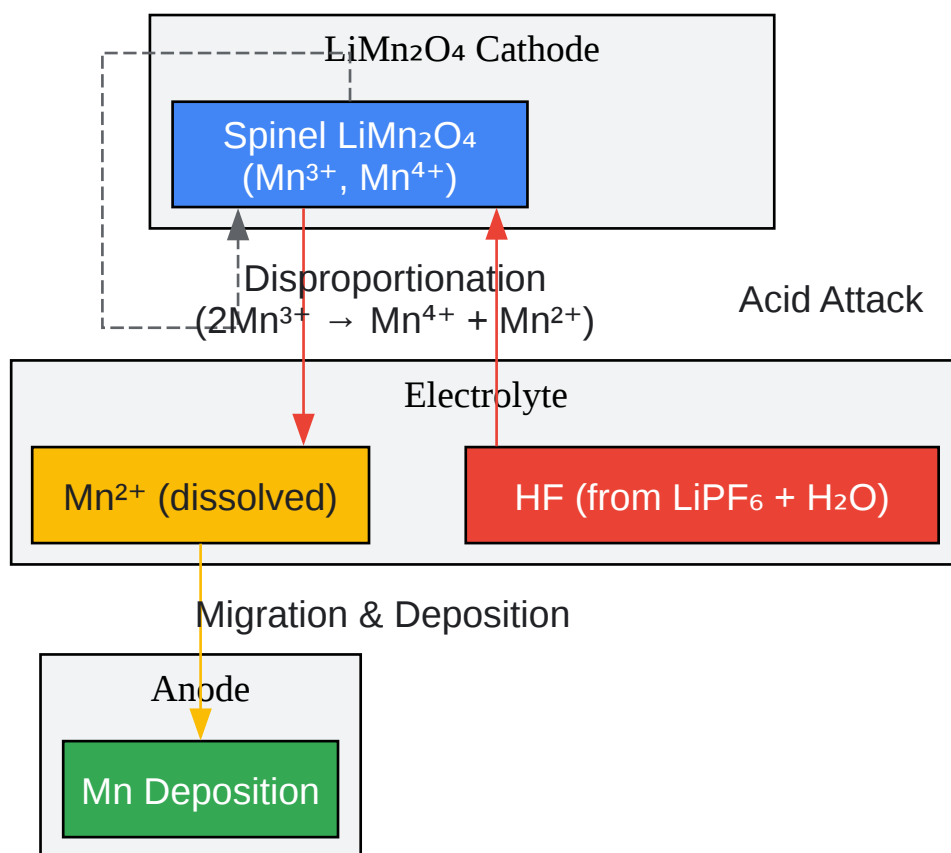 LiMn₂O₄ Cathode
Spinel LiMn₂O₄
(Mn³⁺, Mn⁴⁺)
Disproportionation
(2Mn³⁺ → Mn⁴⁺ + Mn²⁺)
Acid Attack
Electrolyte
Mn²⁺ (dissolved)
HF (from LiPF₆ + H₂O)
Migration & Deposition
Anode
Mn Deposition